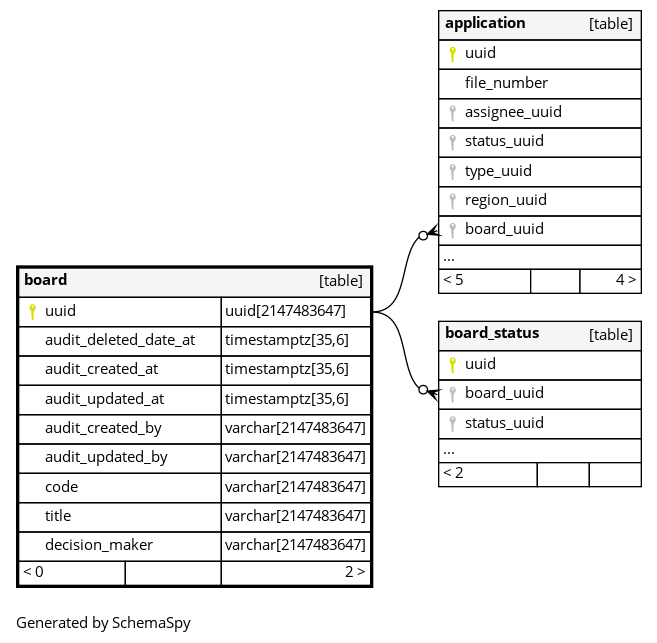 application [table]
uuid
file_number
assignee_uuid
status_uuid
type_uuid
region_uuid
board_uuid
...
< 5 4 >
board [table]
uuid uuid[2147483647]
audit_deleted_date_at timestamptz[35,6]
audit_created_at timestamptz[35,6]
audit_updated_at timestamptz[35,6]
audit_created_by varchar[2147483647]
audit_updated_by varchar[2147483647]
code varchar[2147483647]
title varchar[2147483647]
decision_maker varchar[2147483647]
< 0 2 >
board_status [table]
uuid
board_uuid
status_uuid
...
< 2
Generated by SchemaSpy